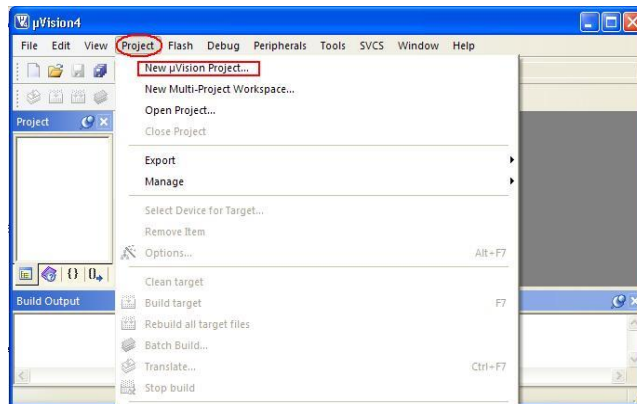 µVision4
File Edit View Project Flash Debug Peripherals Tools SVCS Window Help
New µVision Project...
New Multi-Project Workspace...
Project
Open Project...
Close Project
Export
Manage
Select Device for Target...
Remove Item
Options... Alt+F7
{} 0
Clean target
Build Output
Build target F7
Rebuild all target files
Batch Build...
Translate... Ctrl+F7
Stop build